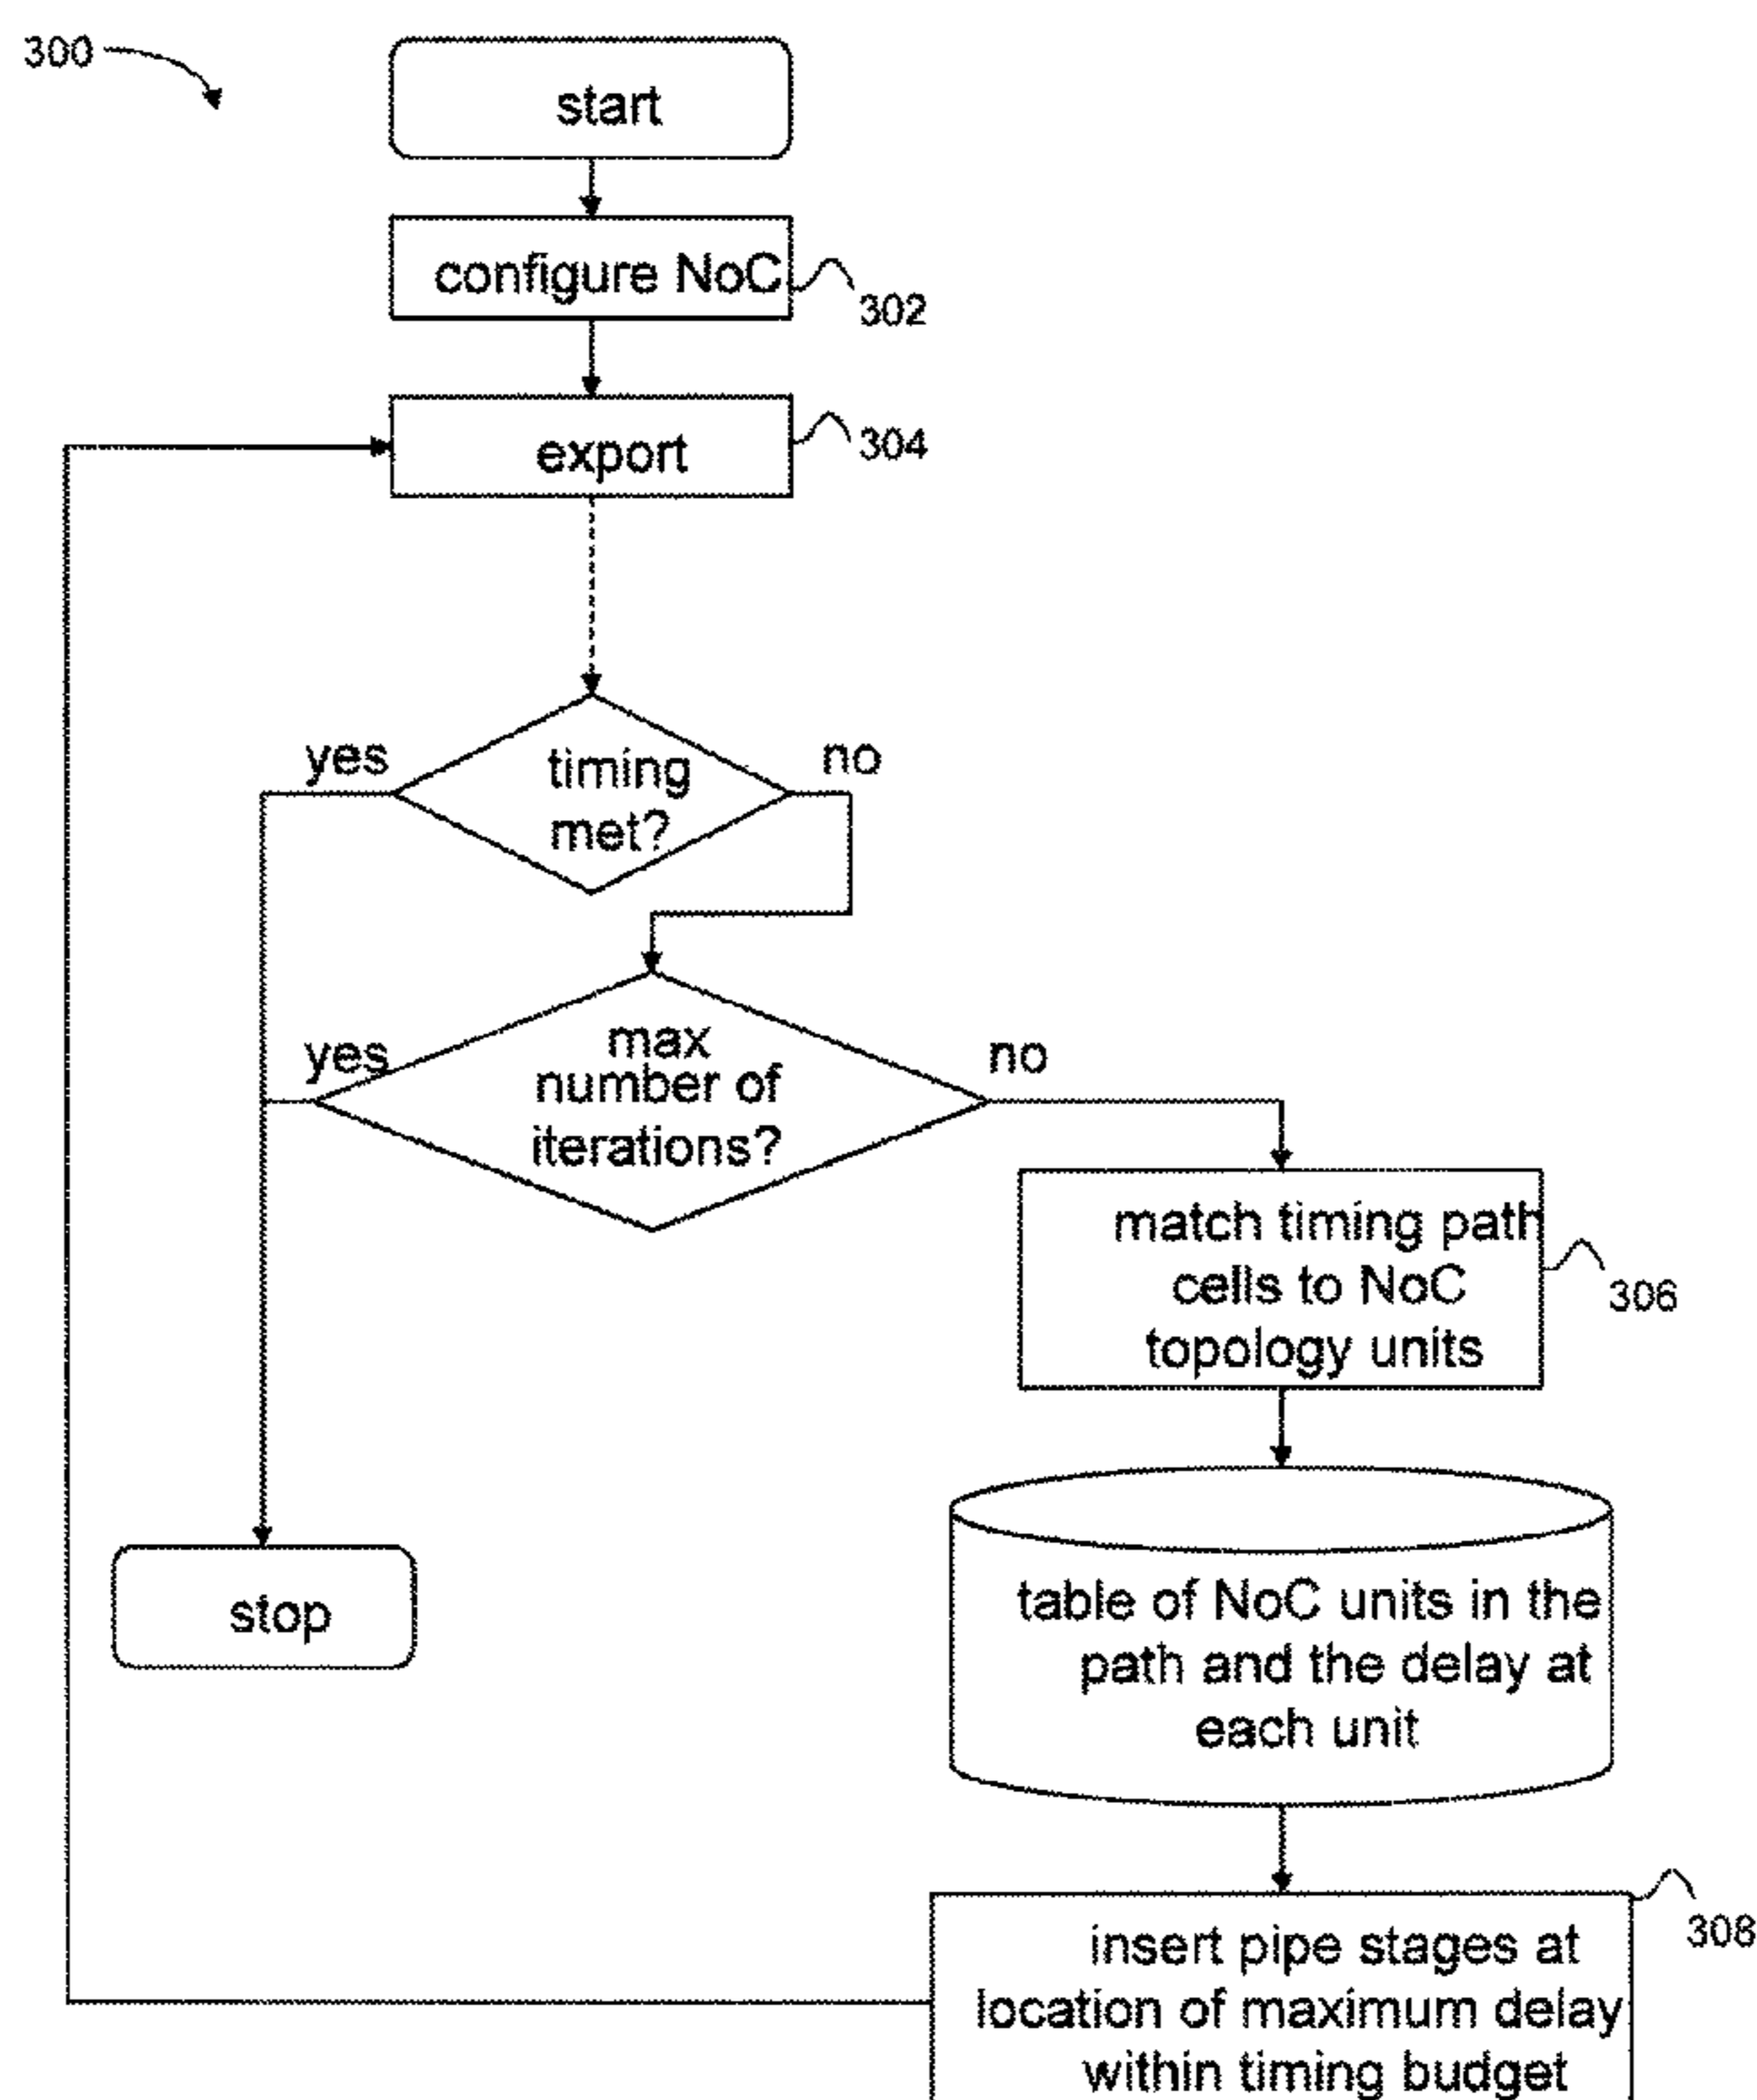 300
start
configure NoC
302
export
304
yes
timing
met?
no
yes
max
number of
iterations?
no
match timing path
cells to NoC
topology units
306
stop
table of NoC units in the
path and the delay at
each unit
insert pipe stages at
location of maximum delay
within timing budget
308